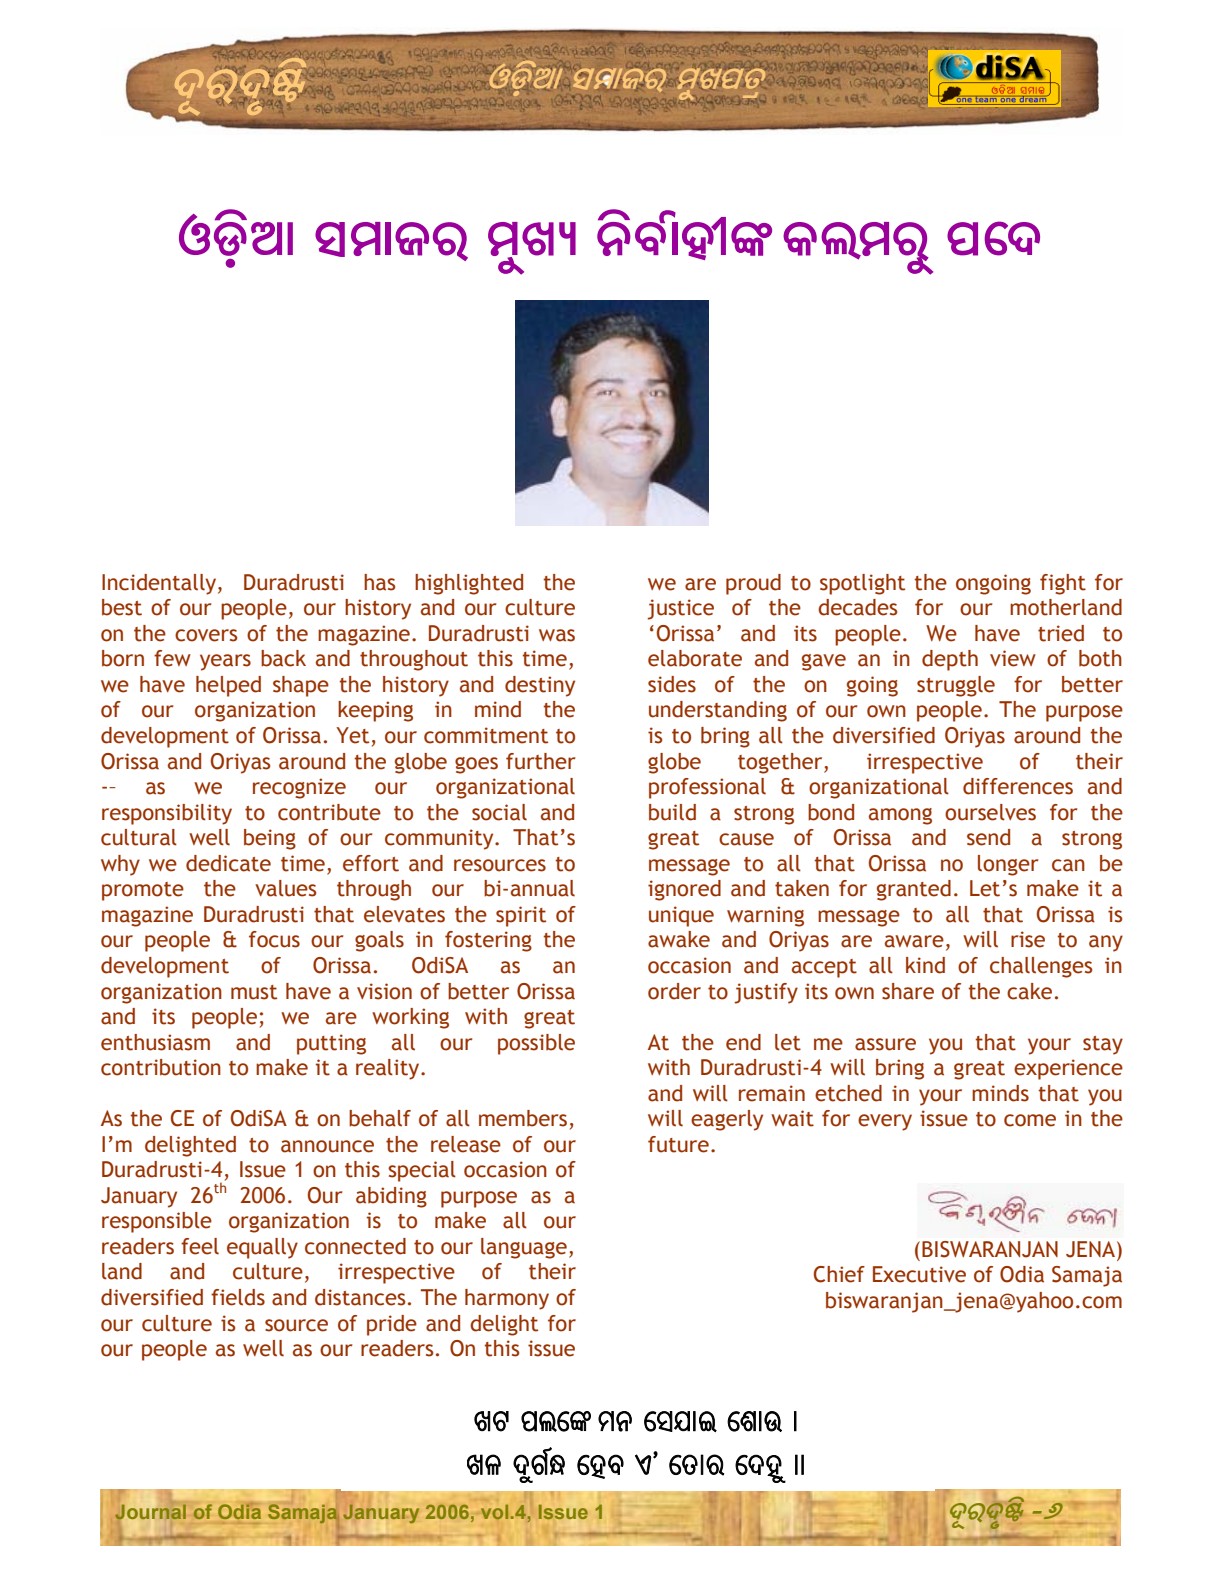 ଦୂରଦୃଷ୍ଟି
ଓଡ଼ିଆ ସମାଜର ମୁଖପତ୍ର
OdiSA
ଓଡ଼ିଆ ସମାଜ
one team one dream
ଓଡ଼ିଆ ସମାଜର ମୁଖ୍ୟ ନିର୍ବାହୀଙ୍କ କଲମରୁ ପଦେ
Incidentally, Duradrusti has highlighted the
best of our people, our history and our culture
on the covers of the magazine. Duradrusti was
born few years back and throughout this time,
we have helped shape the history and destiny
of our organization keeping in mind the
development of Orissa. Yet, our commitment to
Orissa and Oriyas around the globe goes further
-– as we recognize our organizational
responsibility to contribute to the social and
cultural well being of our community. That’s
why we dedicate time, effort and resources to
promote the values through our bi-annual
magazine Duradrusti that elevates the spirit of
our people & focus our goals in fostering the
development of Orissa. OdiSA as an
organization must have a vision of better Orissa
and its people; we are working with great
enthusiasm and putting all our possible
contribution to make it a reality.
As the CE of OdiSA & on behalf of all members,
I’m delighted to announce the release of our
Duradrusti-4, Issue 1 on this special occasion of
January 26th 2006. Our abiding purpose as a
responsible organization is to make all our
readers feel equally connected to our language,
land and culture, irrespective of their
diversified fields and distances. The harmony of
our culture is a source of pride and delight for
our people as well as our readers. On this issue
we are proud to spotlight the ongoing fight for
justice of the decades for our motherland
‘Orissa’ and its people. We have tried to
elaborate and gave an in depth view of both
sides of the on going struggle for better
understanding of our own people. The purpose
is to bring all the diversified Oriyas around the
globe together, irrespective of their
professional & organizational differences and
build a strong bond among ourselves for the
great cause of Orissa and send a strong
message to all that Orissa no longer can be
ignored and taken for granted. Let’s make it a
unique warning message to all that Orissa is
awake and Oriyas are aware, will rise to any
occasion and accept all kind of challenges in
order to justify its own share of the cake.
At the end let me assure you that your stay
with Duradrusti-4 will bring a great experience
and will remain etched in your minds that you
will eagerly wait for every issue to come in the
future.
ବିଶ୍ୱରଞ୍ଜନ ଜେନା
(BISWARANJAN JENA)
Chief Executive of Odia Samaja
biswaranjan_jena@yahoo.com
ଖଟ ପଲଙ୍କେ ମନ ସେଯାଇ ଶୋଉ ।
ଖଳ ଦୁର୍ଗନ୍ଧ ହେବ ଏ’ ତୋର ଦେହୁ ॥
Journal of Odia Samaja January 2006, vol.4, Issue 1
ଦୂରଦୃଷ୍ଟି -୬